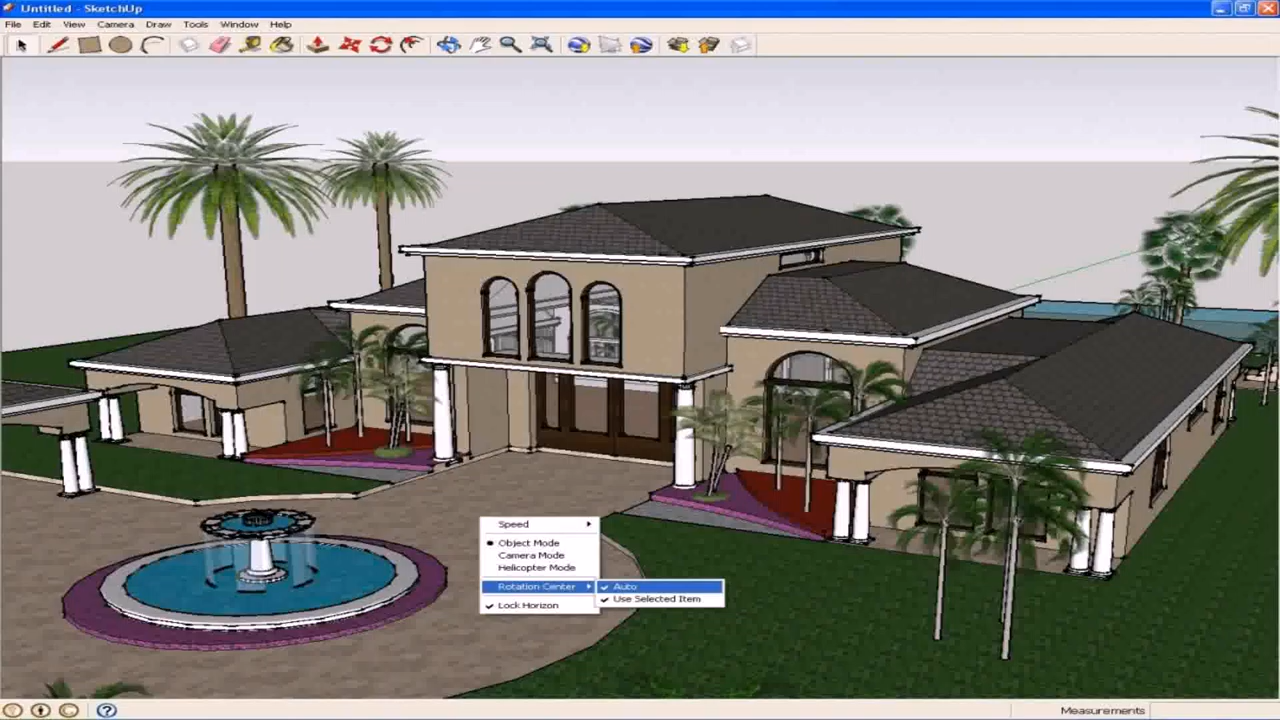 Untitled - SketchUp
File Edit View Camera Draw Tools Window Help
Speed
Object Mode
Camera Mode
Helicopter Mode
Rotation Center
Auto
Use Selected Item
Lock Horizon
Measurements